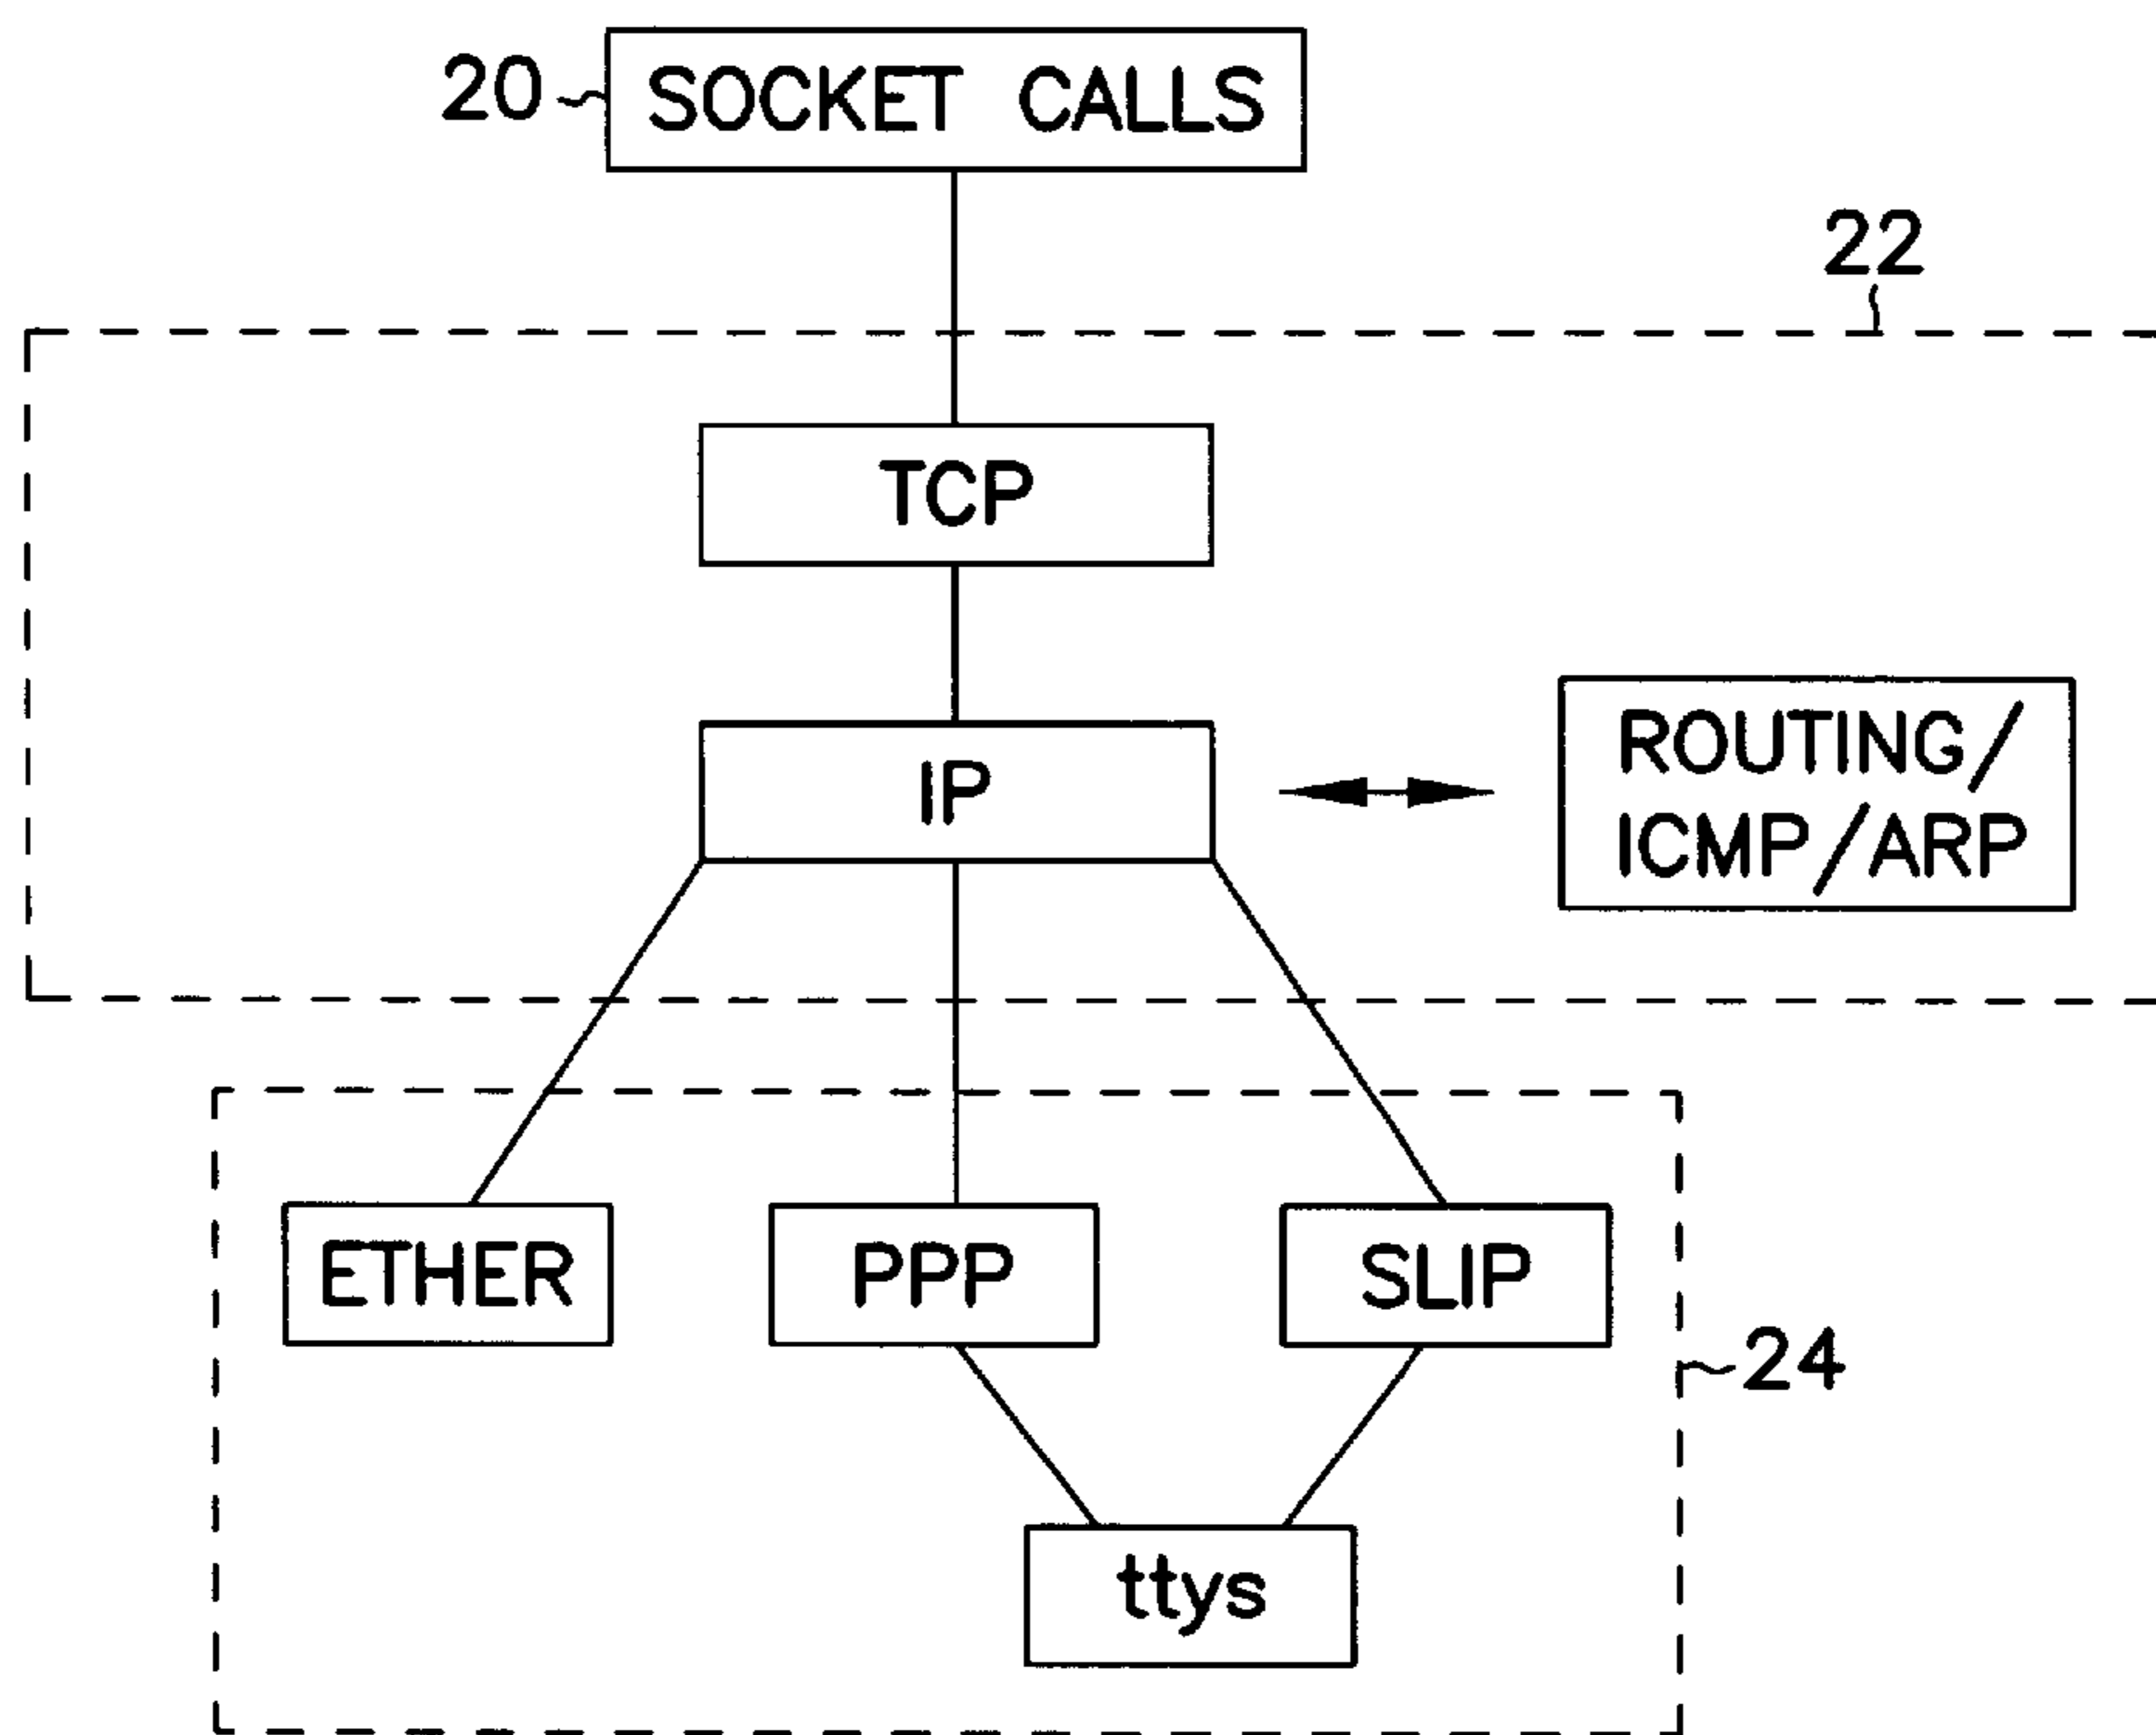 20
SOCKET CALLS
22
TCP
IP
ROUTING/
ICMP/ARP
ETHER
PPP
SLIP
24
ttys